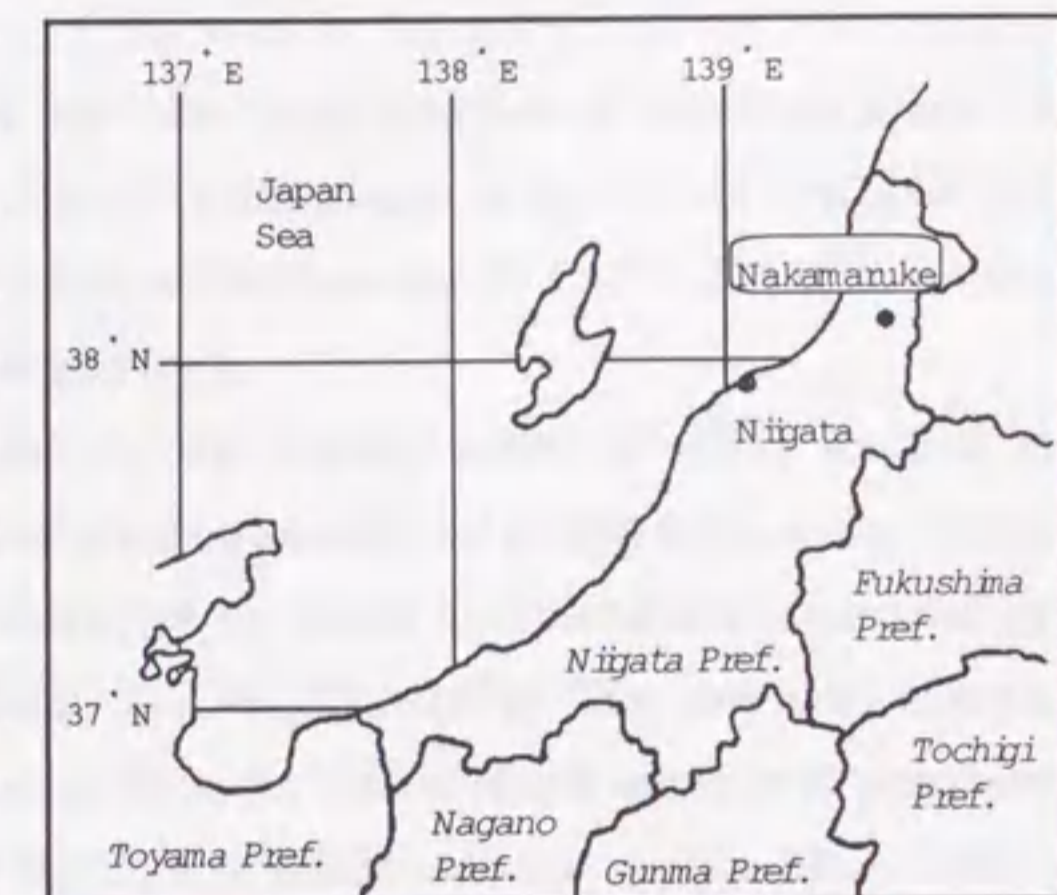 137° E 138° E 139° E
Japan
Sea
Nakamaruke
38° N
Niigata
Fukushima
Pref.
Niigata Pref.
37° N
Tochigi
Pref.
Nagano
Pref.
Toyama Pref.
Gunma Pref.